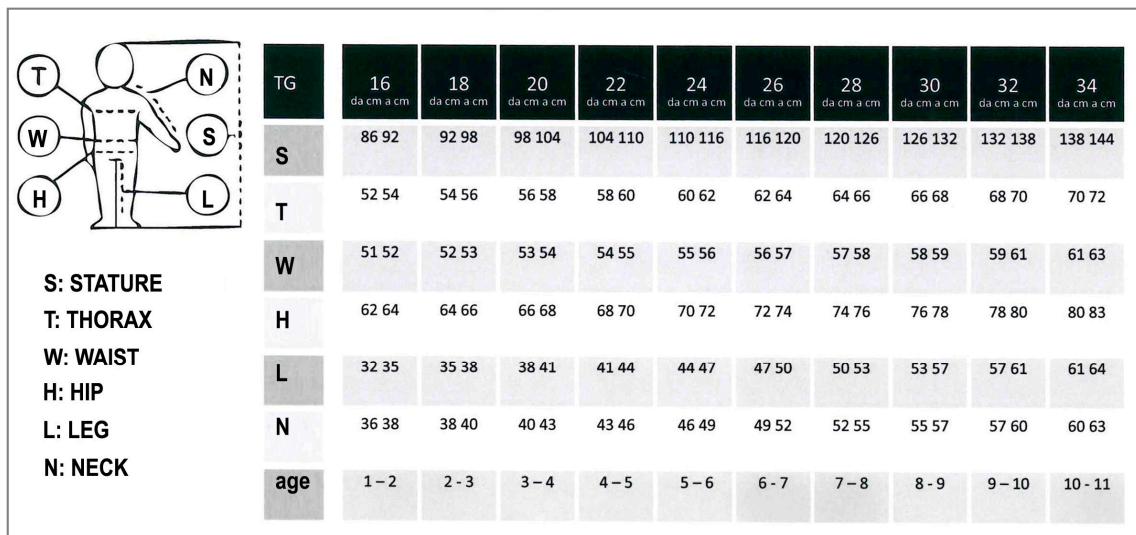 T
N
W
S
H
L
S: STATURE
T: THORAX
W: WAIST
H: HIP
L: LEG
N: NECK
TG 16 18 20 22 24 26 28 30 32 34
da cm a cm da cm a cm da cm a cm da cm a cm da cm a cm da cm a cm da cm a cm da cm a cm da cm a cm da cm a cm
S 86 92 92 98 98 104 104 110 110 116 116 120 120 126 126 132 132 138 138 144
T 52 54 54 56 56 58 58 60 60 62 62 64 64 66 66 68 68 70 70 72
W 51 52 52 53 53 54 54 55 55 56 56 57 57 58 58 59 59 61 61 63
H 62 64 64 66 66 68 68 70 70 72 72 74 74 76 76 78 78 80 80 83
L 32 35 35 38 38 41 41 44 44 47 47 50 50 53 53 57 57 61 61 64
N 36 38 38 40 40 43 43 46 46 49 49 52 52 55 55 57 57 60 60 63
age 1 – 2 2 - 3 3 – 4 4 – 5 5 – 6 6 - 7 7 – 8 8 - 9 9 – 10 10 - 11